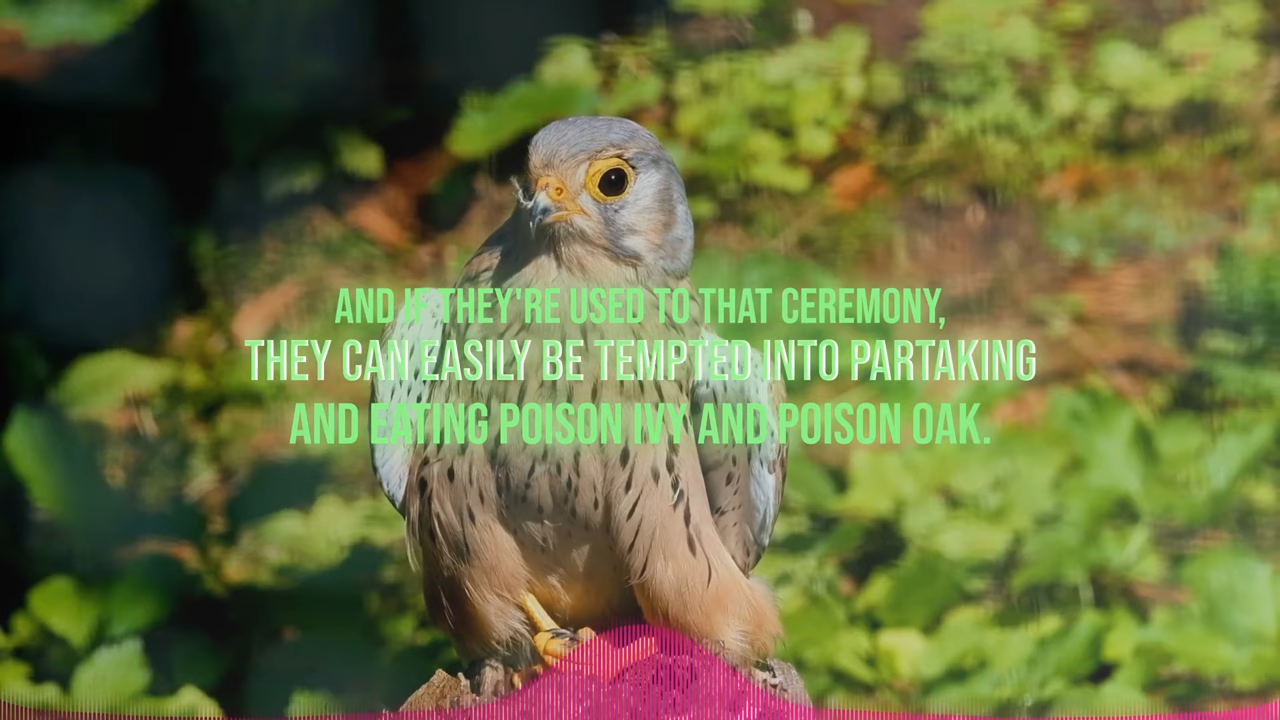 AND IF THEY'RE USED TO THAT CEREMONY,
THEY CAN EASILY BE TEMPTED INTO PARTAKING
AND EATING POISON IVY AND POISON OAK.